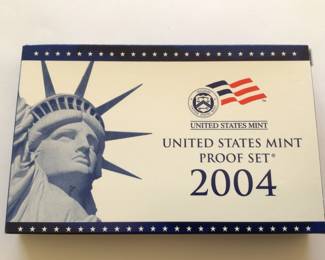 UNITED STATES MINT
UNITED STATES MINT
PROOF SET®
2004